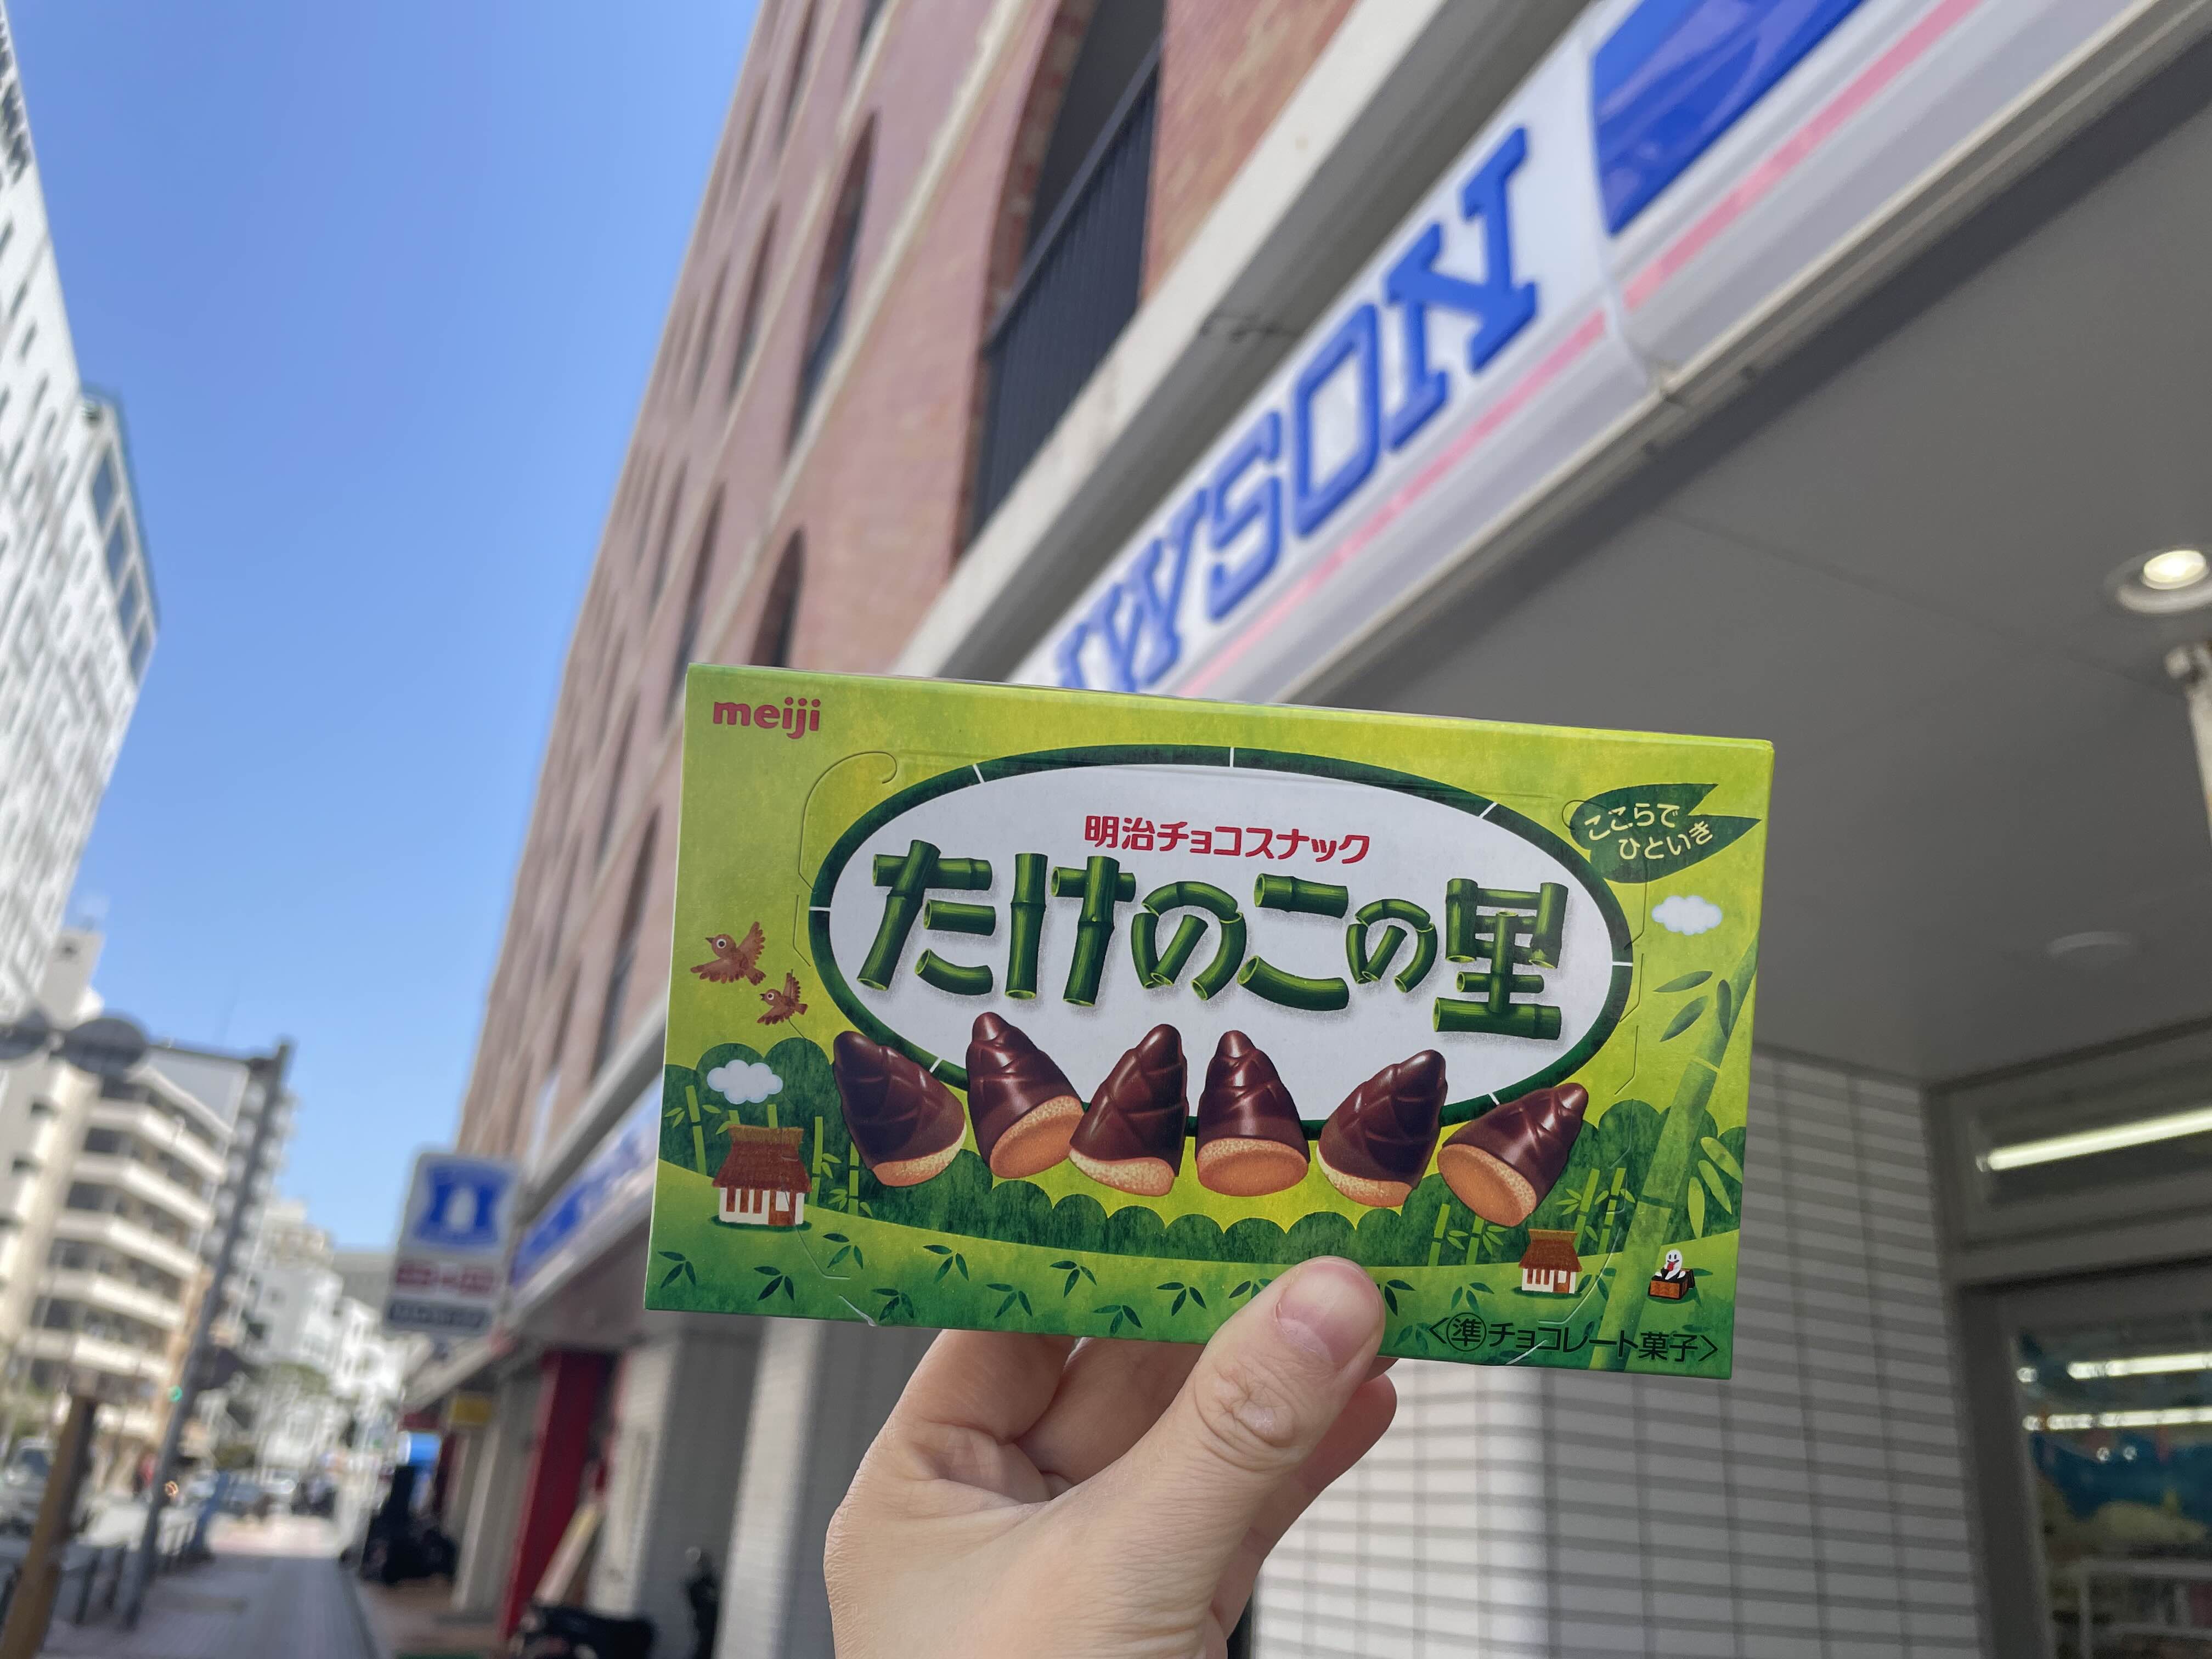 WSON
meiji
明治チョコスナック
たけのこの里
ここらで
ひといき
<準チョコレート菓子>